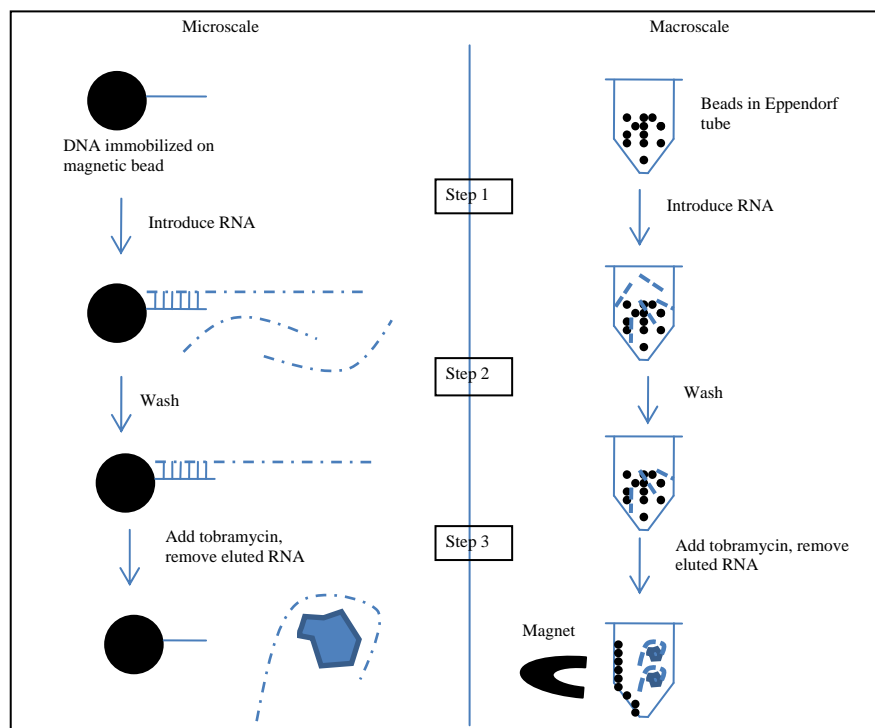 Microscale
Macroscale
DNA immobilized on
magnetic bead
Beads in Eppendorf
tube
Step 1
Introduce RNA
Introduce RNA
Step 2
Wash
Wash
Step 3
Add tobramycin,
remove eluted RNA
Add tobramycin, remove
eluted RNA
Magnet